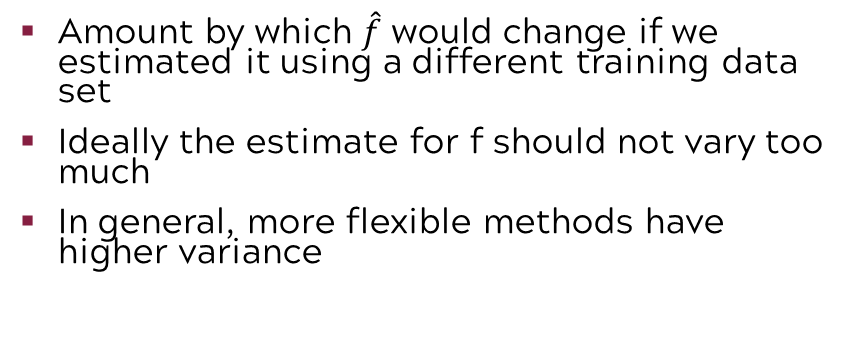 ▪ Amount by which f̂ would change if we
estimated it using a different training data
set
▪ Ideally the estimate for f should not vary too
much
▪ In general, more flexible methods have
higher variance